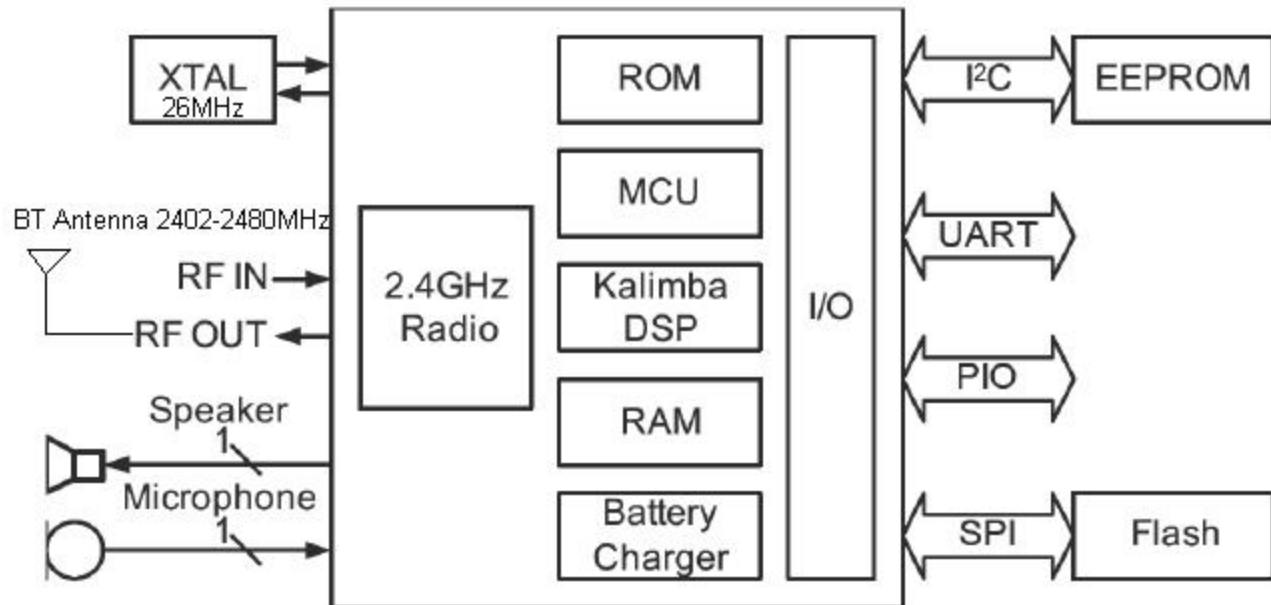 XTAL
26MHz
BT Antenna 2402-2480MHz
RF IN
RF OUT
Speaker
1
Microphone
1
2.4GHz
Radio
ROM
MCU
Kalimba
DSP
RAM
Battery
Charger
I/O
I²C
EEPROM
UART
PIO
SPI
Flash